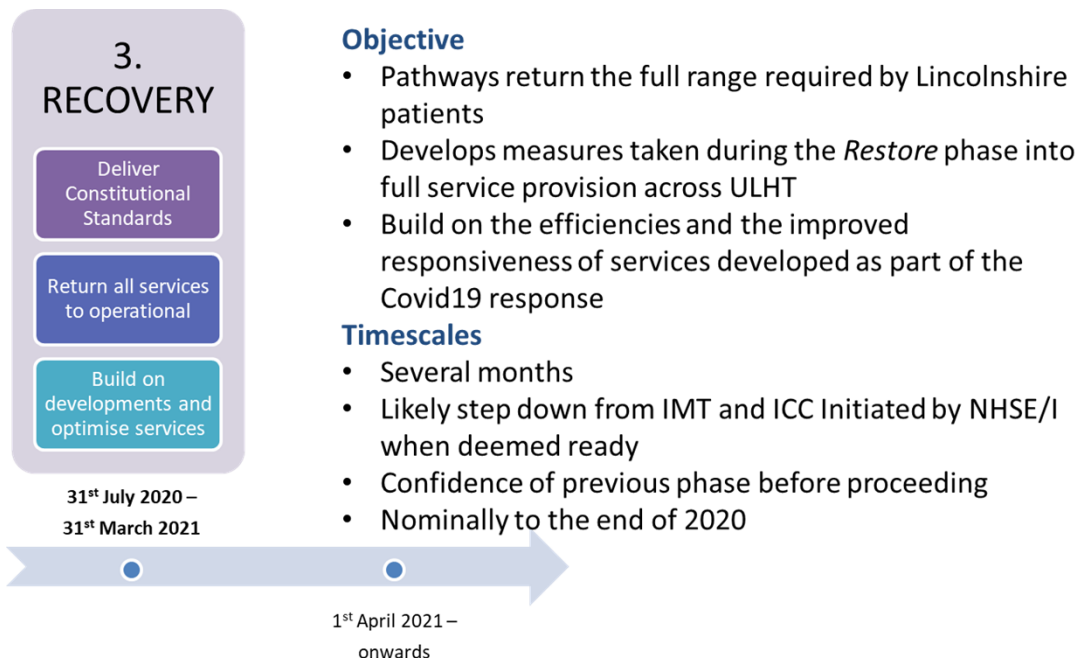 3.
RECOVERY
Deliver
Constitutional
Standards
Return all services
to operational
Build on
developments and
optimise services
31st July 2020 –
31st March 2021
Objective
• Pathways return the full range required by Lincolnshire
patients
• Develops measures taken during the Restore phase into
full service provision across ULHT
• Build on the efficiencies and the improved
responsiveness of services developed as part of the
Covid19 response
Timescales
• Several months
• Likely step down from IMT and ICC Initiated by NHSE/I
when deemed ready
• Confidence of previous phase before proceeding
• Nominally to the end of 2020
1st April 2021 –
onwards